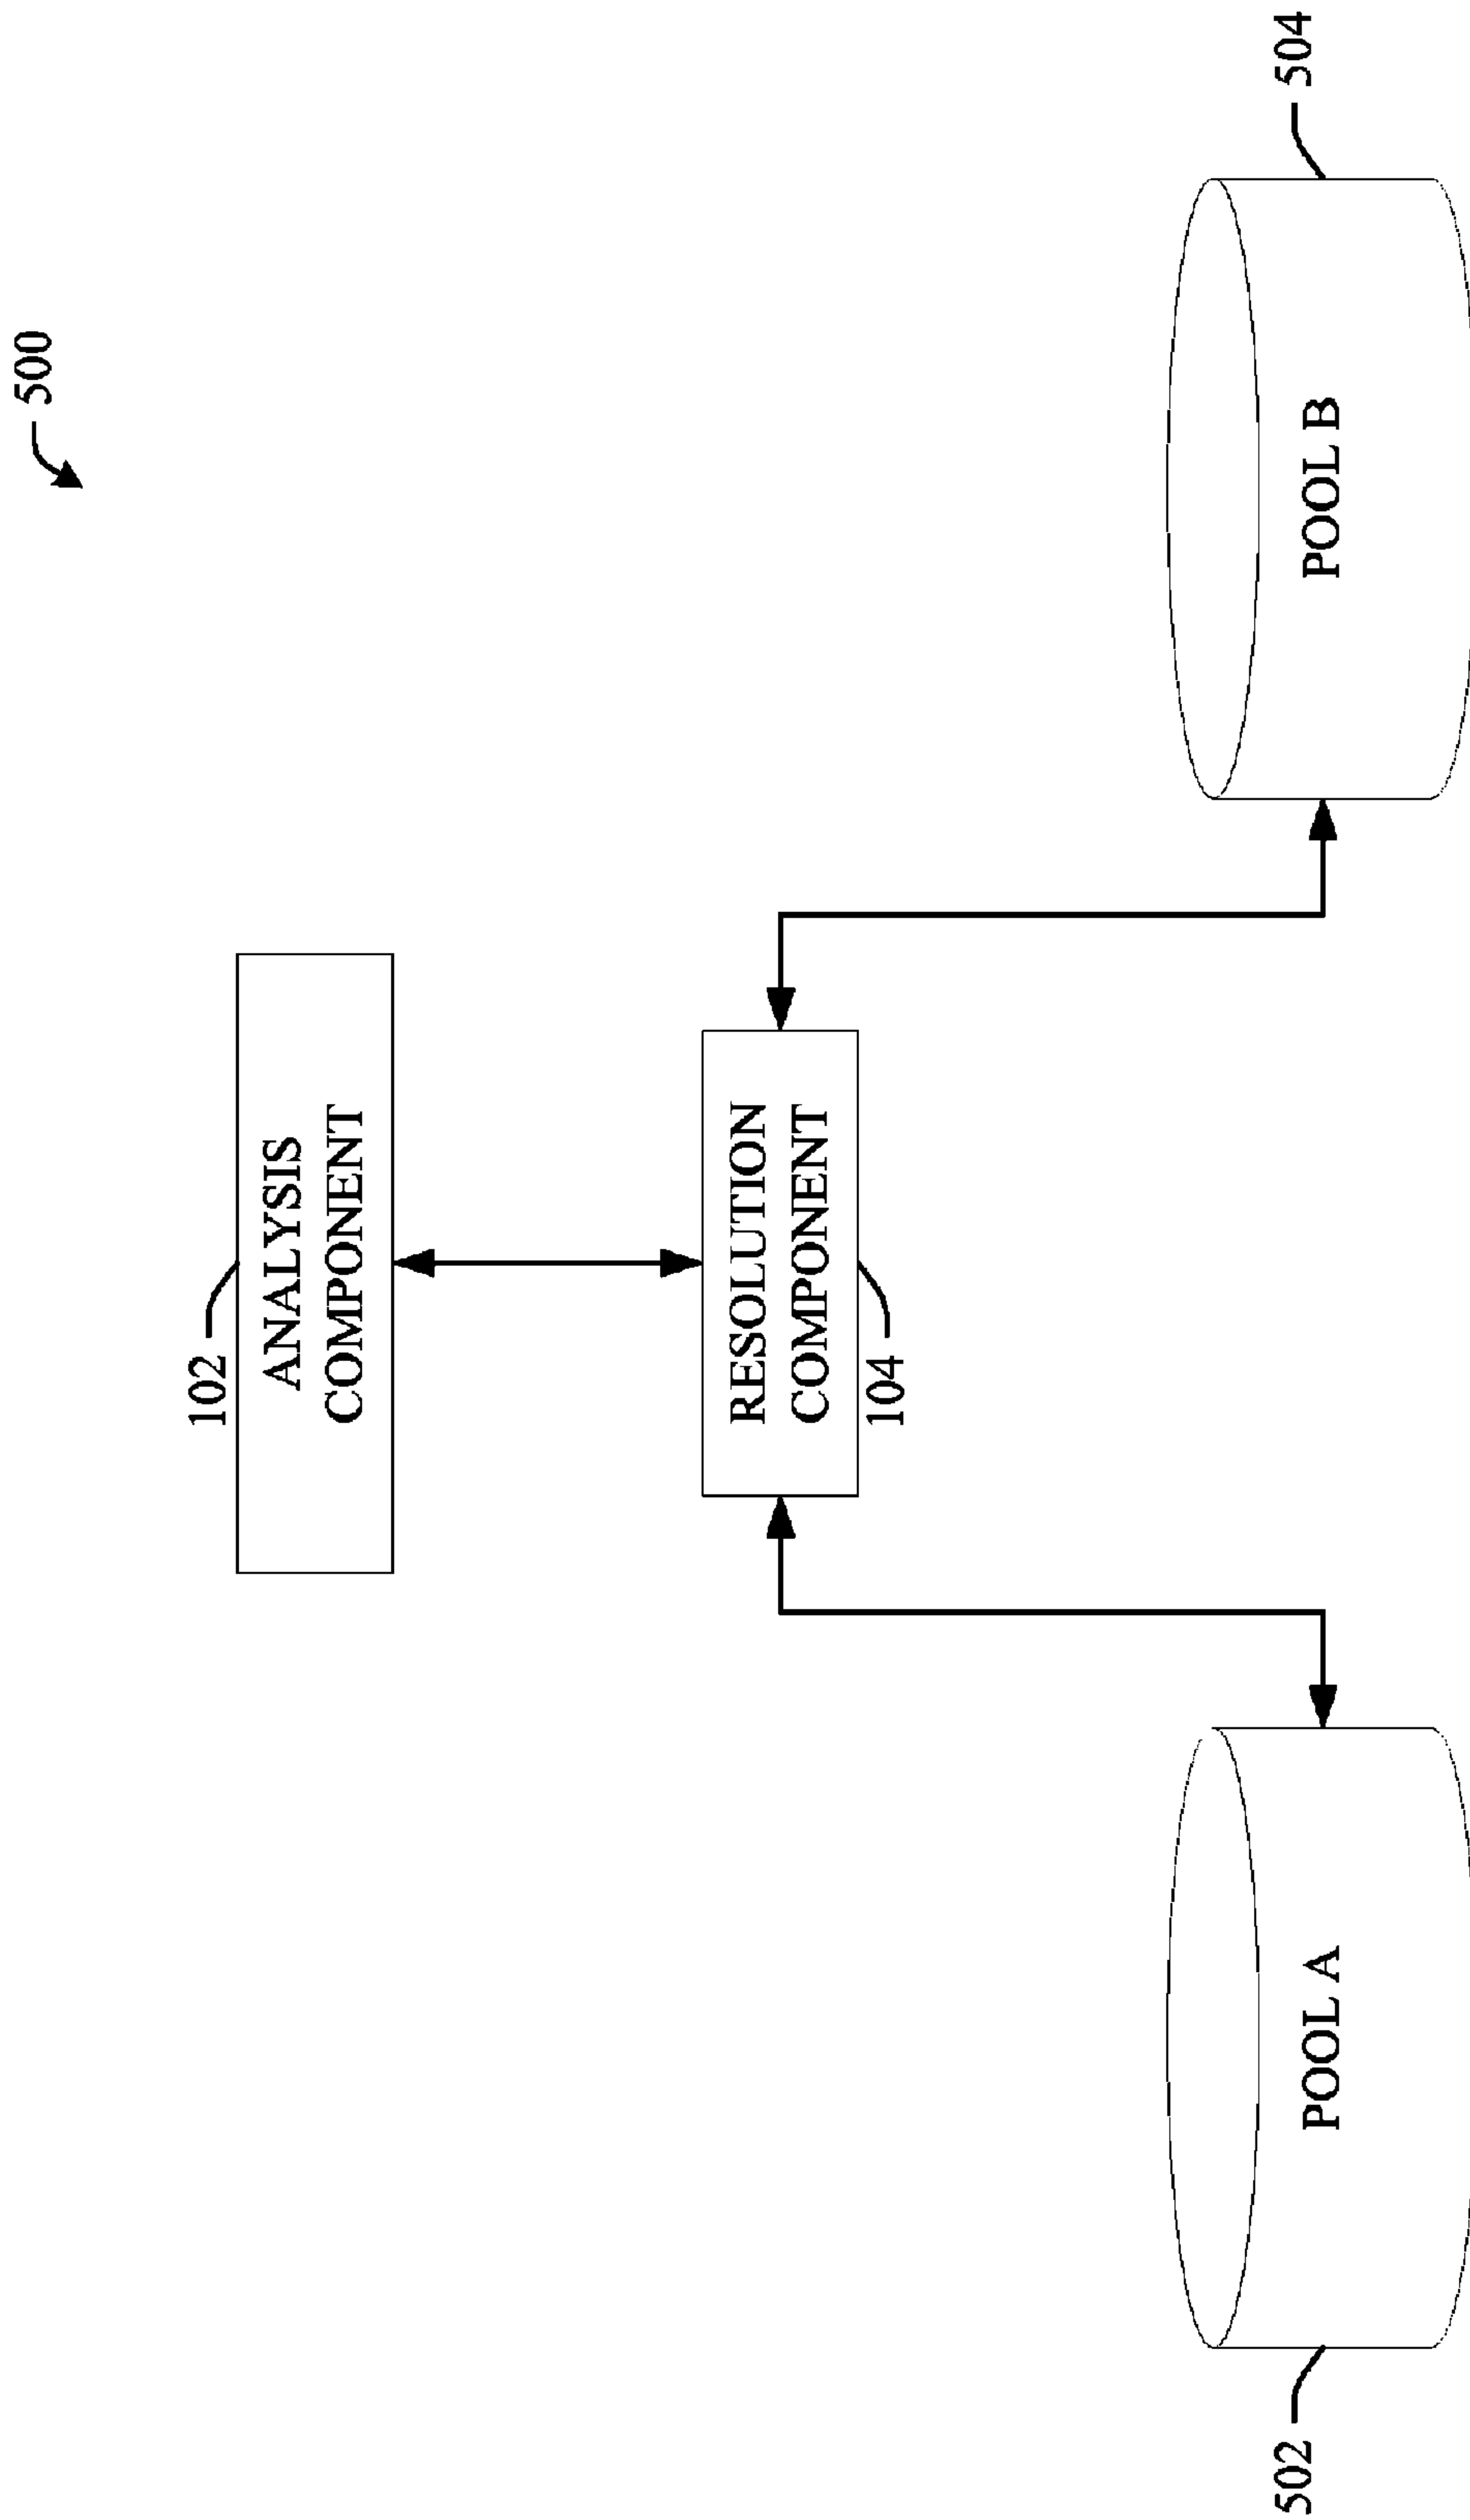 500
102
ANALYSIS
COMPONENT
RESOLUTION
COMPONENT
104
502
POOL A
POOL B
504